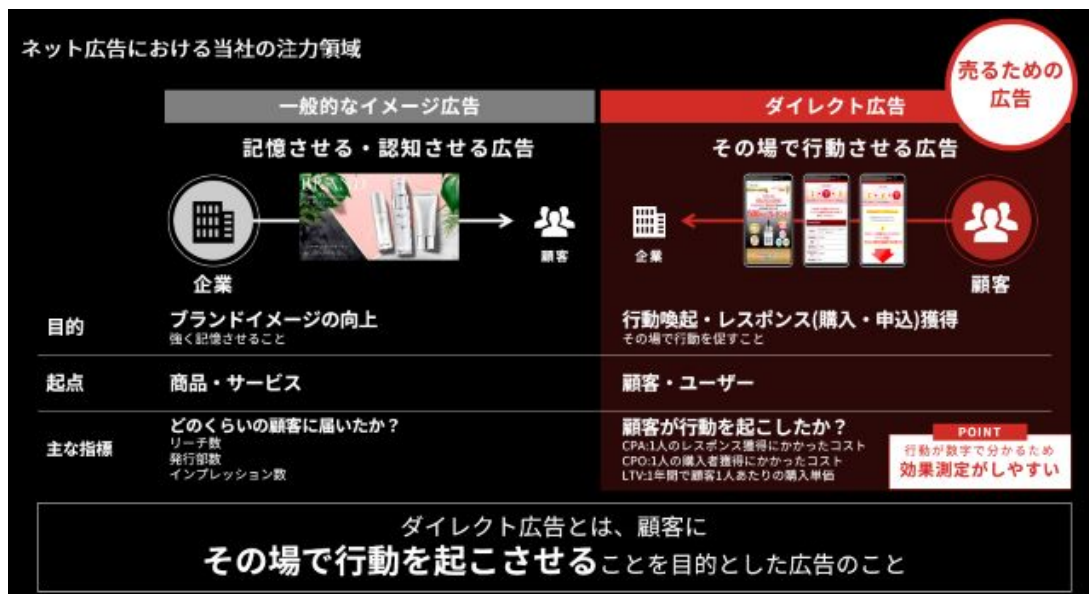 ネット広告における当社の注力領域
売るための
広告
一般的なイメージ広告
ダイレクト広告
記憶させる・認知させる広告
その場で行動させる広告
BRAND
企業
顧客
企業
顧客
目的
ブランドイメージの向上
強く記憶させること
行動喚起・レスポンス(購入・申込)獲得
その場で行動を促すこと
起点
商品・サービス
顧客・ユーザー
主な指標
どのくらいの顧客に届いたか？
リーチ数
発行部数
インプレッション数
顧客が行動を起こしたか？
CPA:1人のレスポンス獲得にかかったコスト
CPO:1人の購入者獲得にかかったコスト
LTV:1年間で顧客1人あたりの購入単価
POINT
行動が数字で分かるため
効果測定がしやすい
ダイレクト広告とは、顧客に
その場で行動を起こさせることを目的とした広告のこと